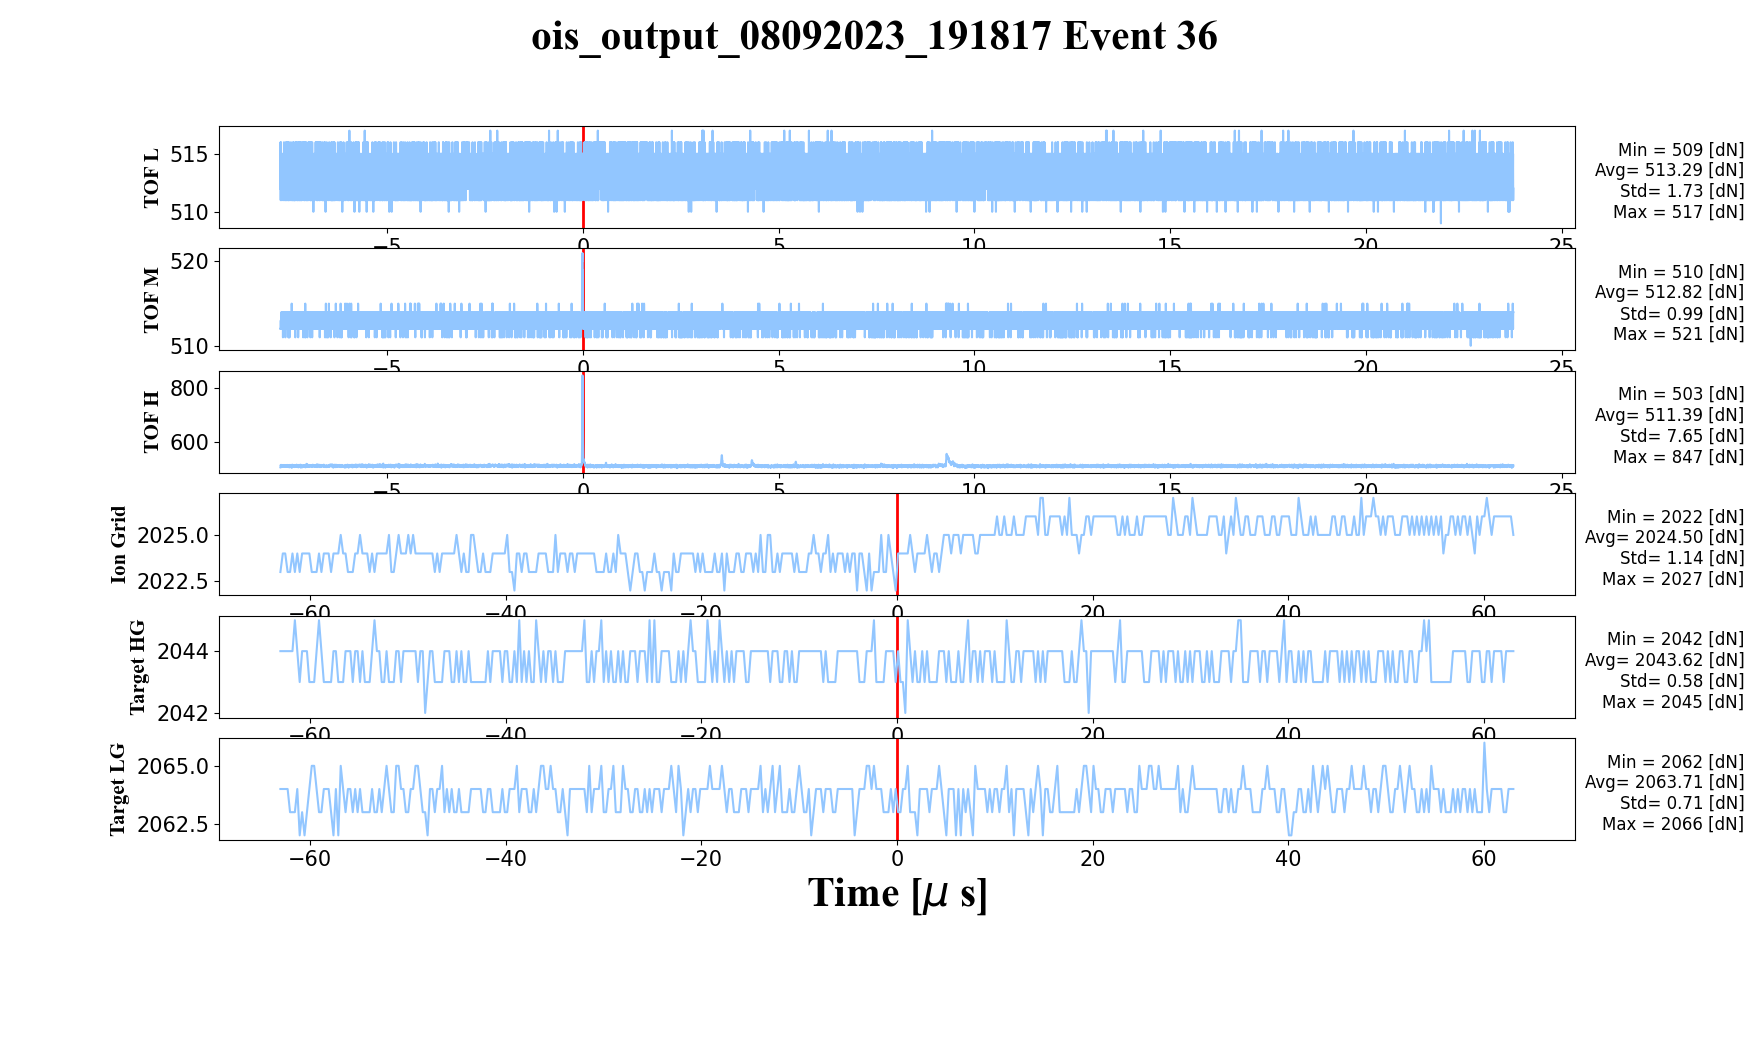 ois_output_08092023_191817 Event 36
TOF L
515
510
−5
0
5
10
15
20
25
Min = 509 [dN]
Avg= 513.29 [dN]
Std= 1.73 [dN]
Max = 517 [dN]
TOF M
520
510
−5
0
5
10
15
20
25
Min = 510 [dN]
Avg= 512.82 [dN]
Std= 0.99 [dN]
Max = 521 [dN]
TOF H
800
600
−5
0
5
10
15
20
25
Min = 503 [dN]
Avg= 511.39 [dN]
Std= 7.65 [dN]
Max = 847 [dN]
Ion Grid
2025.0
2022.5
−60
−40
−20
0
20
40
60
Min = 2022 [dN]
Avg= 2024.50 [dN]
Std= 1.14 [dN]
Max = 2027 [dN]
Target HG
2044
2042
−60
−40
−20
0
20
40
60
Min = 2042 [dN]
Avg= 2043.62 [dN]
Std= 0.58 [dN]
Max = 2045 [dN]
Target LG
2065.0
2062.5
−60
−40
−20
0
20
40
60
Min = 2062 [dN]
Avg= 2063.71 [dN]
Std= 0.71 [dN]
Max = 2066 [dN]
Time [μ s]